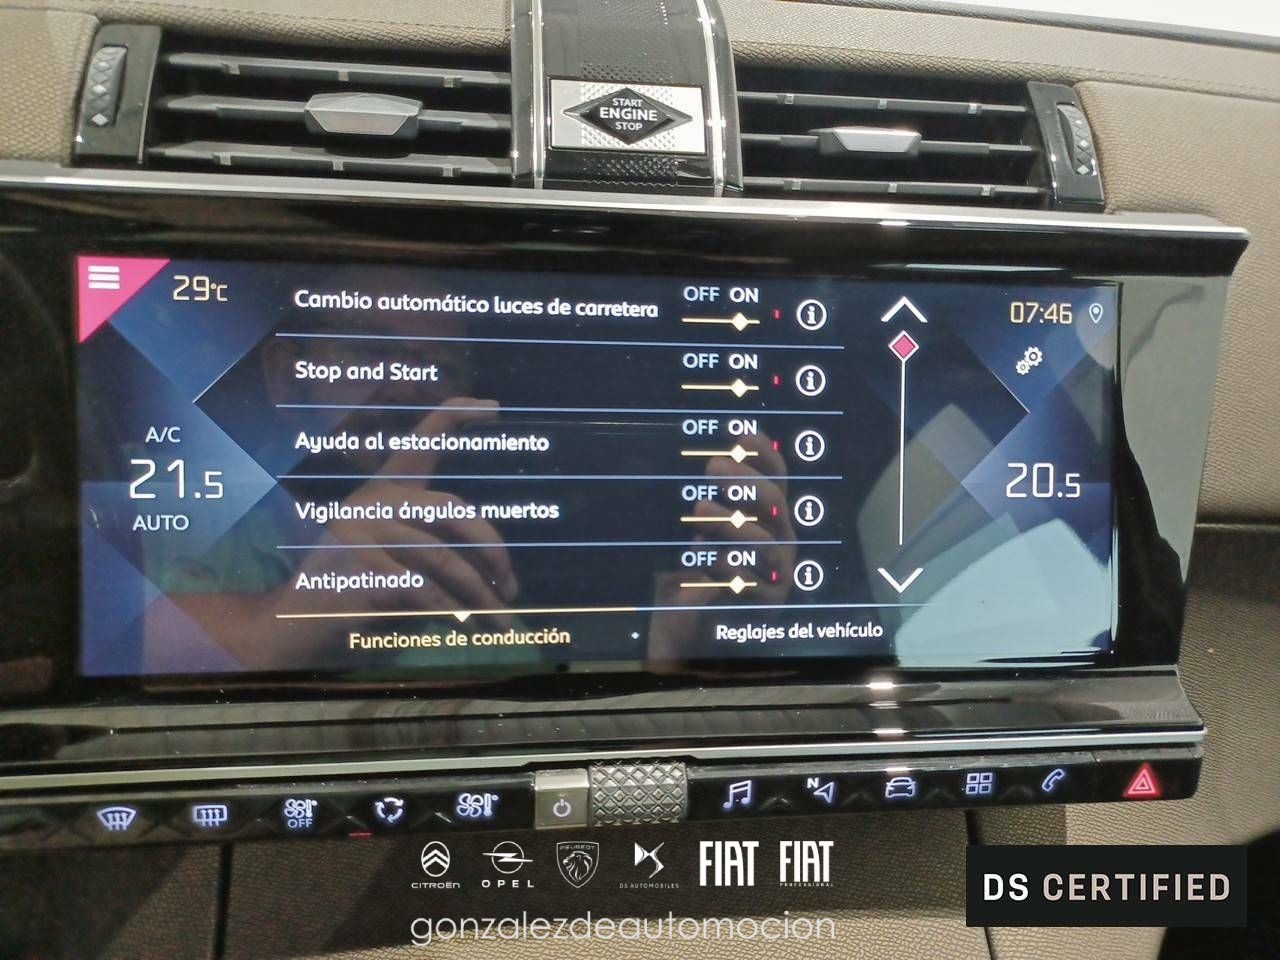 START
ENGINE
STOP
29°C
Cambio automático luces de carretera
OFF ON
07:46
Stop and Start
OFF ON
A/C
21.5
AUTO
Ayuda al estacionamiento
OFF ON
20.5
Vigilancia ángulos muertos
OFF ON
Antipatinado
OFF ON
Funciones de conducción
Reglajes del vehículo
OFF
N
CITROËN
OPEL
PEUGEOT
DS AUTOMOBILES
FIAT
FIAT
PROFESSIONAL
DS CERTIFIED
gonzalezdeautomocion